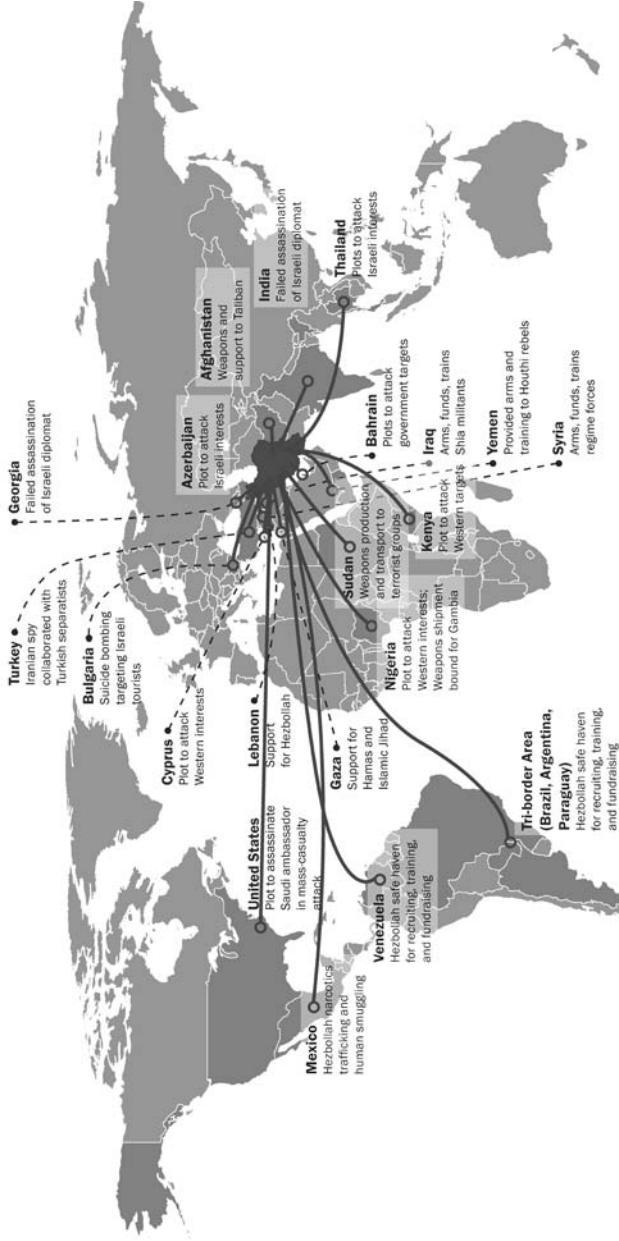 Georgia
Failed assassination
of Israeli diplomat
Turkey
Iranian spy
collaborated with
Turkish separatists
Bulgaria
Suicide bombing
targeting Israeli
tourists
Cyprus
Plot to attack
Western interests
Lebanon
Support
for Hezbollah
United States
Plot to assassinate
Saudi ambassador
in mass-casualty
attack
Mexico
Hezbollah narcotics
trafficking and
human smuggling
Venezuela
Hezbollah safe haven
for recruiting, training,
and fundraising
Tri-border Area
(Brazil, Argentina,
Paraguay)
Hezbollah safe haven
for recruiting, training,
and fundraising
Gaza
Support for
Hamas and
Islamic Jihad
Nigeria
Plot to attack
Western interests;
Weapons shipment
bound for Gambia
Sudan
Weapons production
and transport to
terrorist groups
Kenya
Plot to attack
Western targets
Azerbaijan
Plot to attack
Israeli interests
Afghanistan
Weapons and
support to Taliban
India
Failed assassination
of Israeli diplomat
Thailand
Plots to attack
Israeli interests
Bahrain
Plots to attack
government targets
Iraq
Arms, funds, trains
Shia militants
Yemen
Provided arms and
training to Houthi rebels
Syria
Arms, funds, trains
regime forces